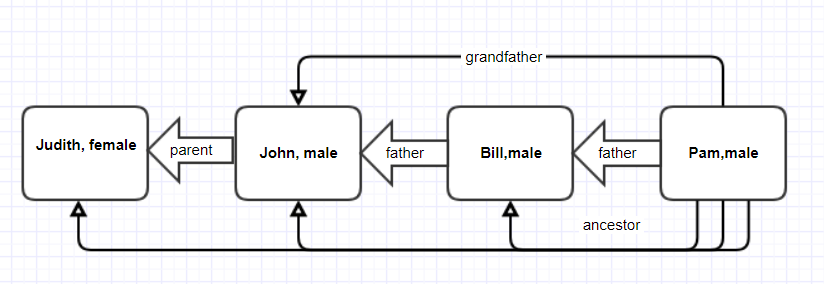 grandfather
Judith, female
parent
John, male
father
Bill,male
father
Pam,male
ancestor